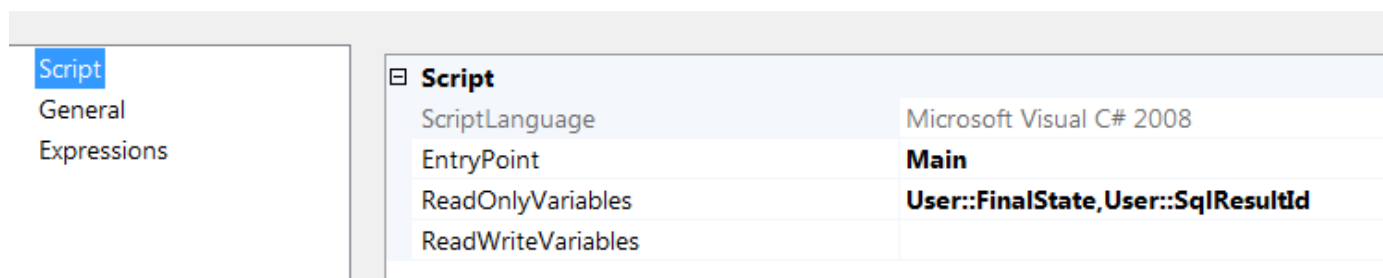 Script
General
Expressions
Script
ScriptLanguage Microsoft Visual C# 2008
EntryPoint Main
ReadOnlyVariables User::FinalState,User::SqlResultId
ReadWriteVariables